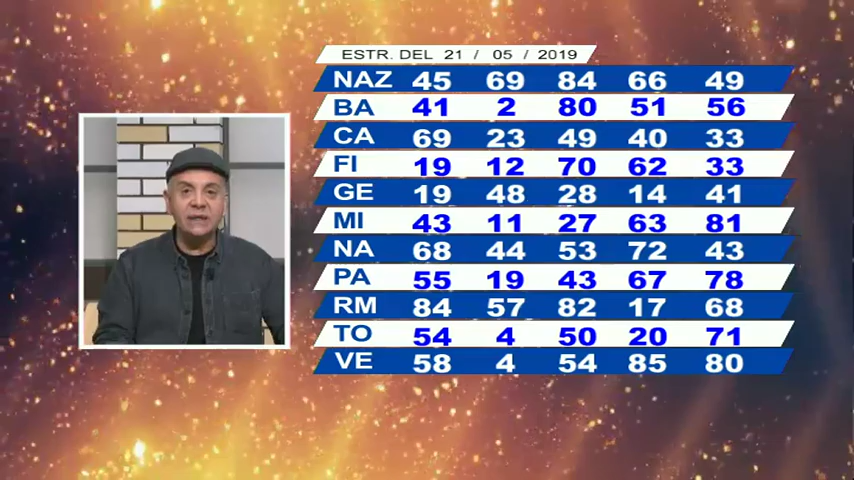 ESTR. DEL 21 / 05 / 2019
NAZ 45 69 84 66 49
BA 41 2 80 51 56
CA 69 23 49 40 33
FI 19 12 70 62 33
GE 19 48 28 14 41
MI 43 11 27 63 81
NA 68 44 53 72 43
PA 55 19 43 67 78
RM 84 57 82 17 68
TO 54 4 50 20 71
VE 58 4 54 85 80